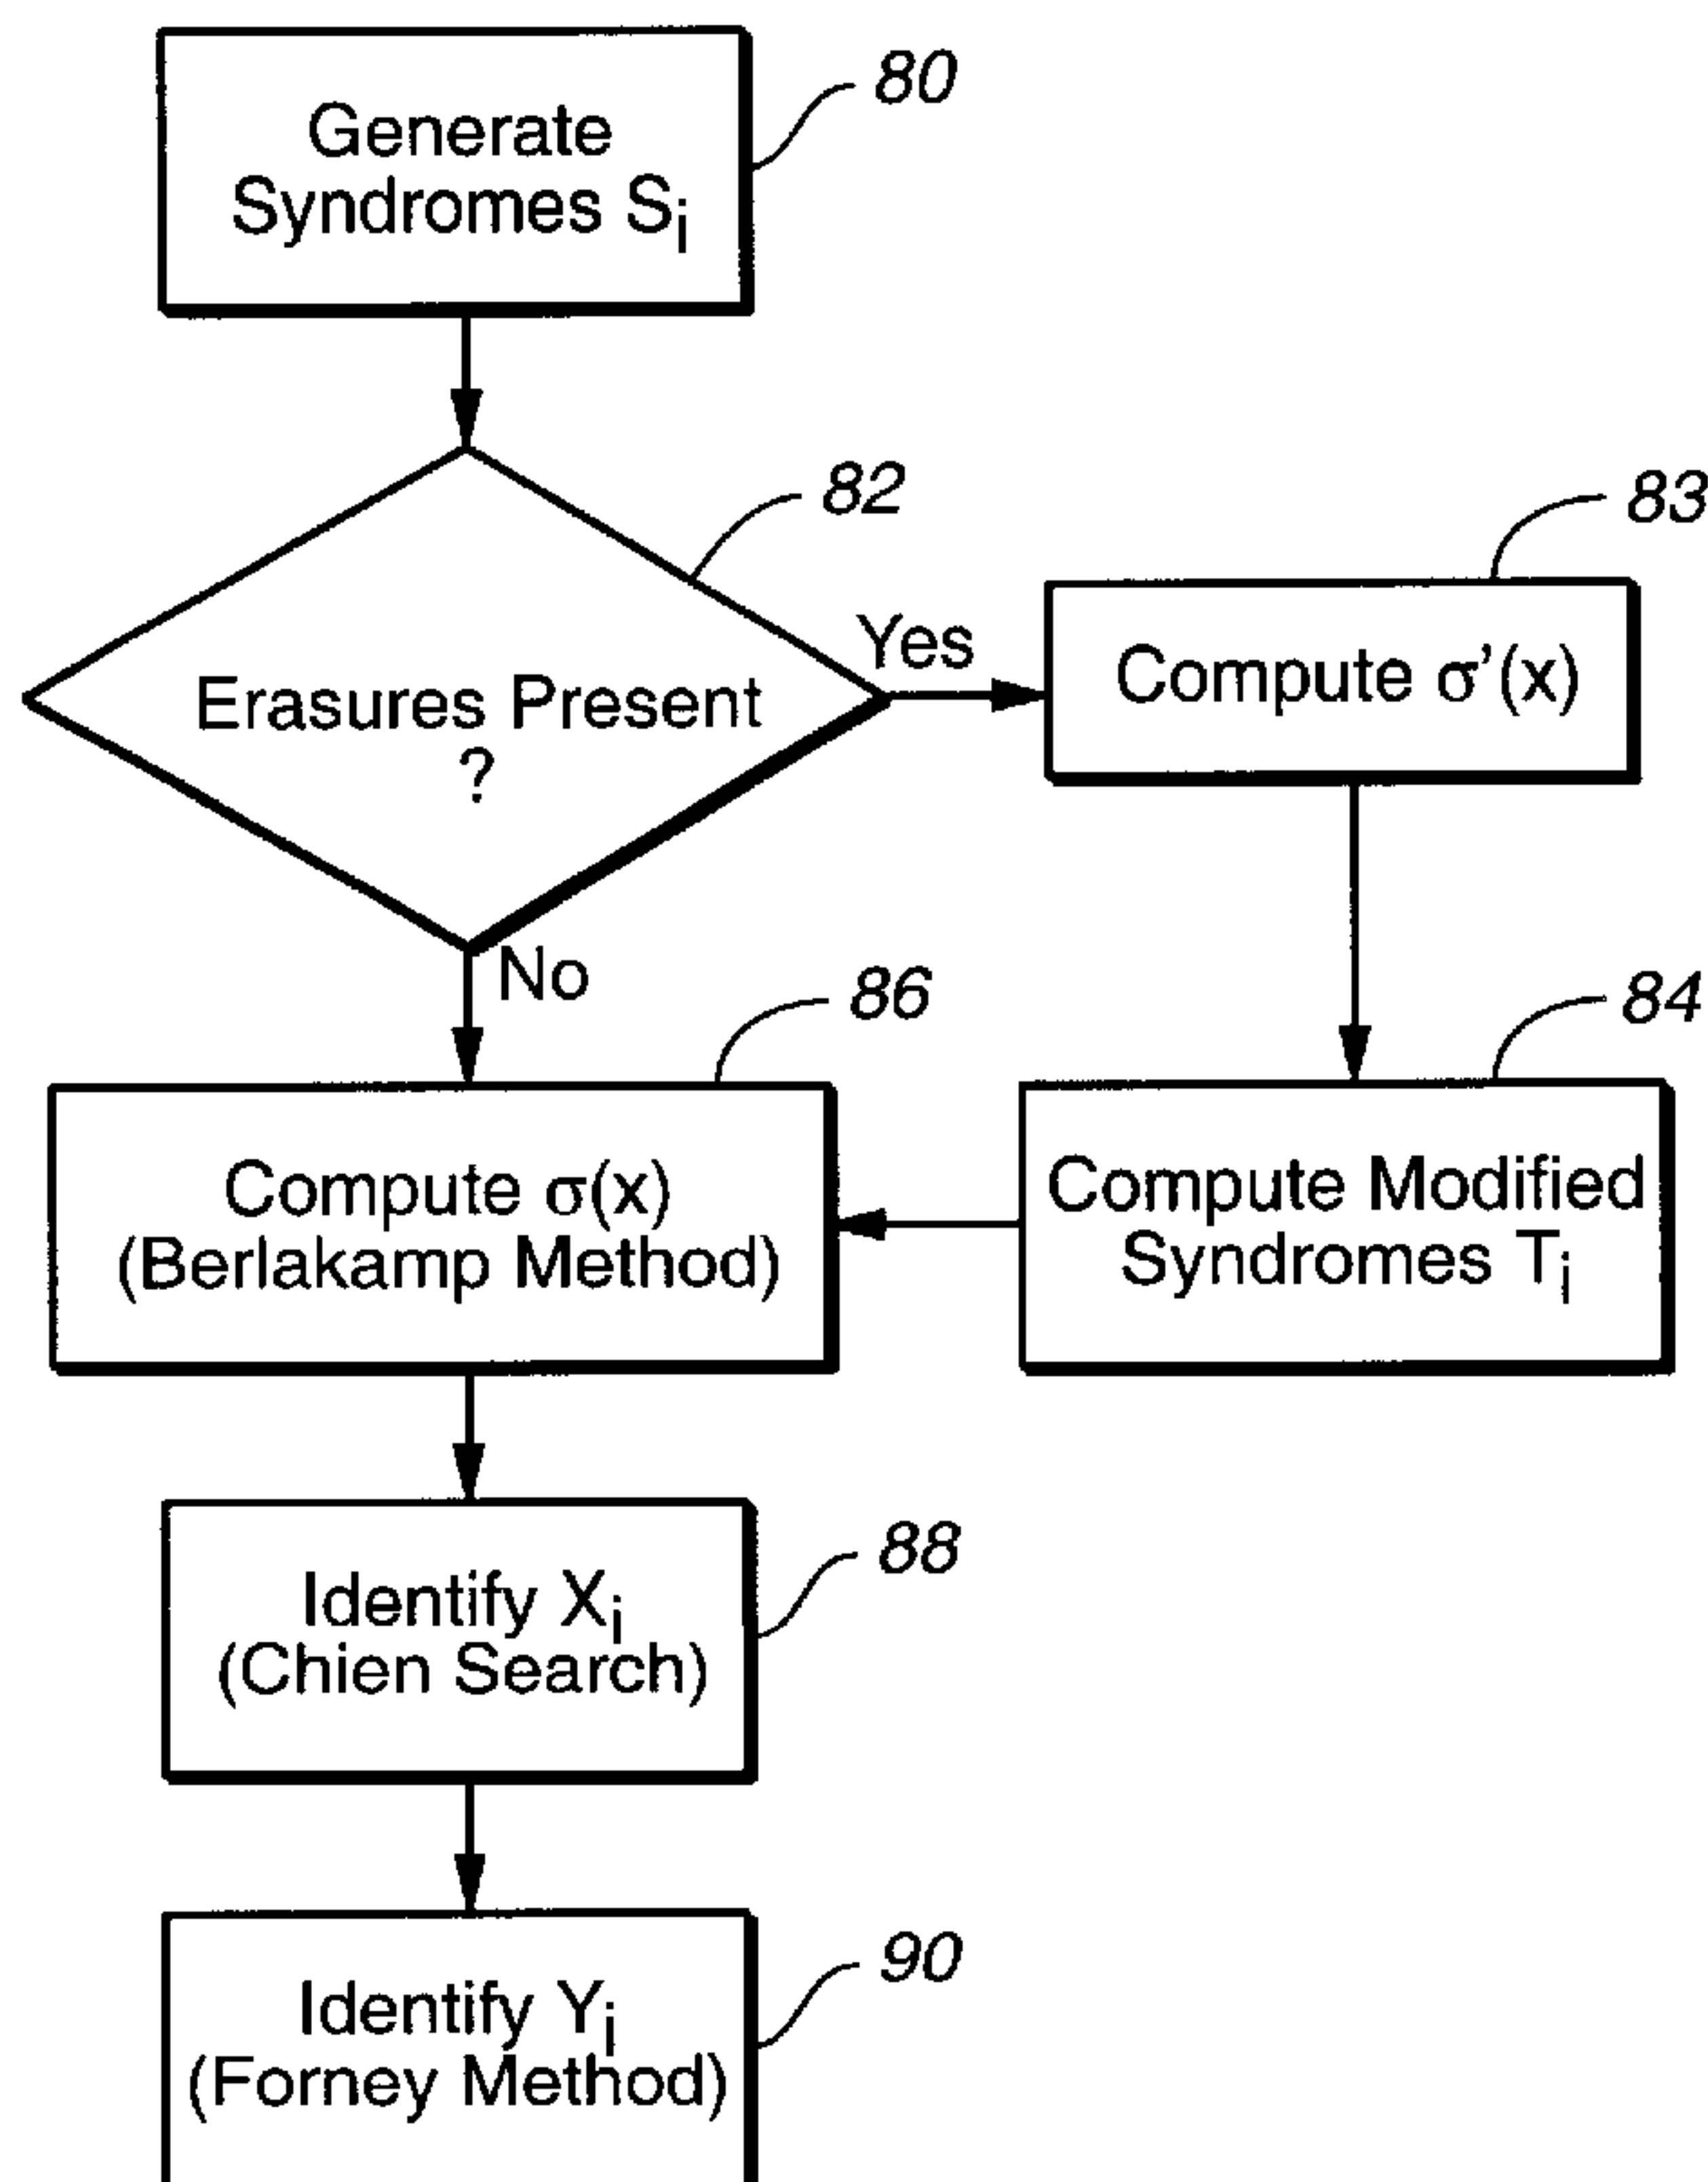 Generate
Syndromes Si
80
82
Erasures Present
?
Yes
83
Compute σ'(x)
No
86
Compute σ(x)
(Berlakamp Method)
84
Compute Modified
Syndromes Ti
Identify Xi
(Chien Search)
88
Identify Yi
(Forney Method)
90